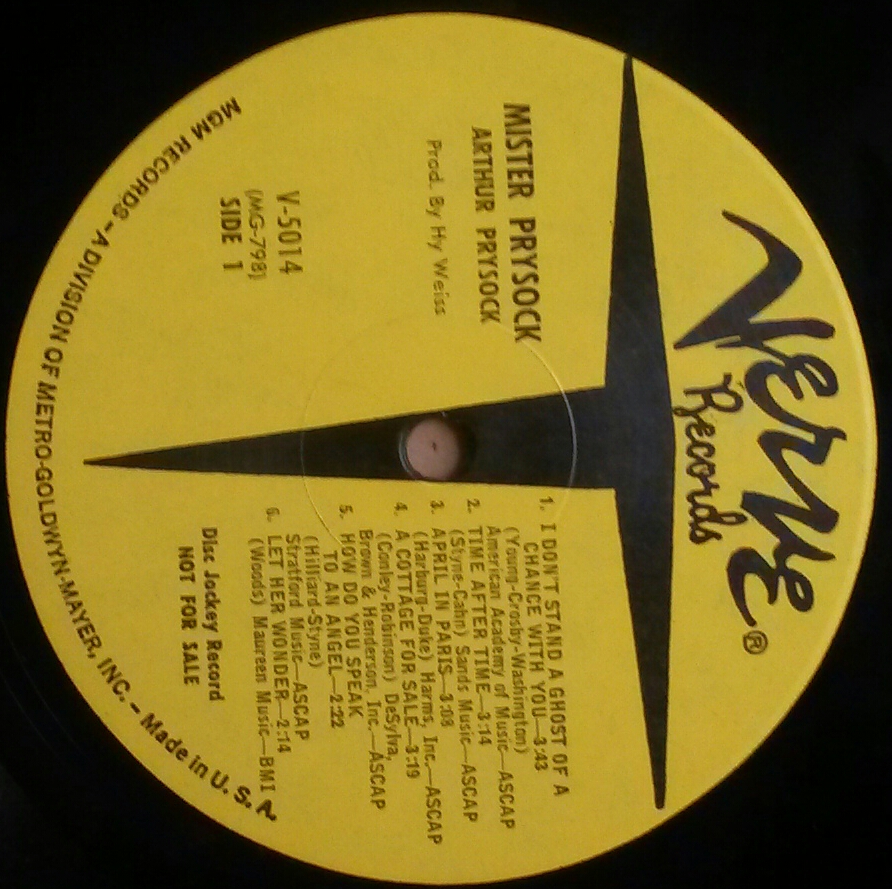 VERVE ®
Records
MISTER PRYSOCK
ARTHUR PRYSOCK
Prod. By Hy Weiss
V-5014
(MG-798)
SIDE 1
1. I DON'T STAND A GHOST OF A
CHANCE WITH YOU—3:43
(Young-Crosby-Washington)
American Academy of Music—ASCAP
2. TIME AFTER TIME—3:14
(Styne-Cahn) Sands Music—ASCAP
3. APRIL IN PARIS—3:08
(Harburg-Duke) Harms, Inc.—ASCAP
4. A COTTAGE FOR SALE—3:19
(Conley-Robinson) DeSylva,
Brown & Henderson, Inc.—ASCAP
5. HOW DO YOU SPEAK
TO AN ANGEL—2:22
(Hilliard-Styne)
Stratford Music—ASCAP
6. LET HER WONDER—2:14
(Woods) Maureen Music—BMI
Disc Jockey Record
NOT FOR SALE
MGM RECORDS – A DIVISION OF METRO-GOLDWYN-MAYER, INC. – Made in U. S. A.